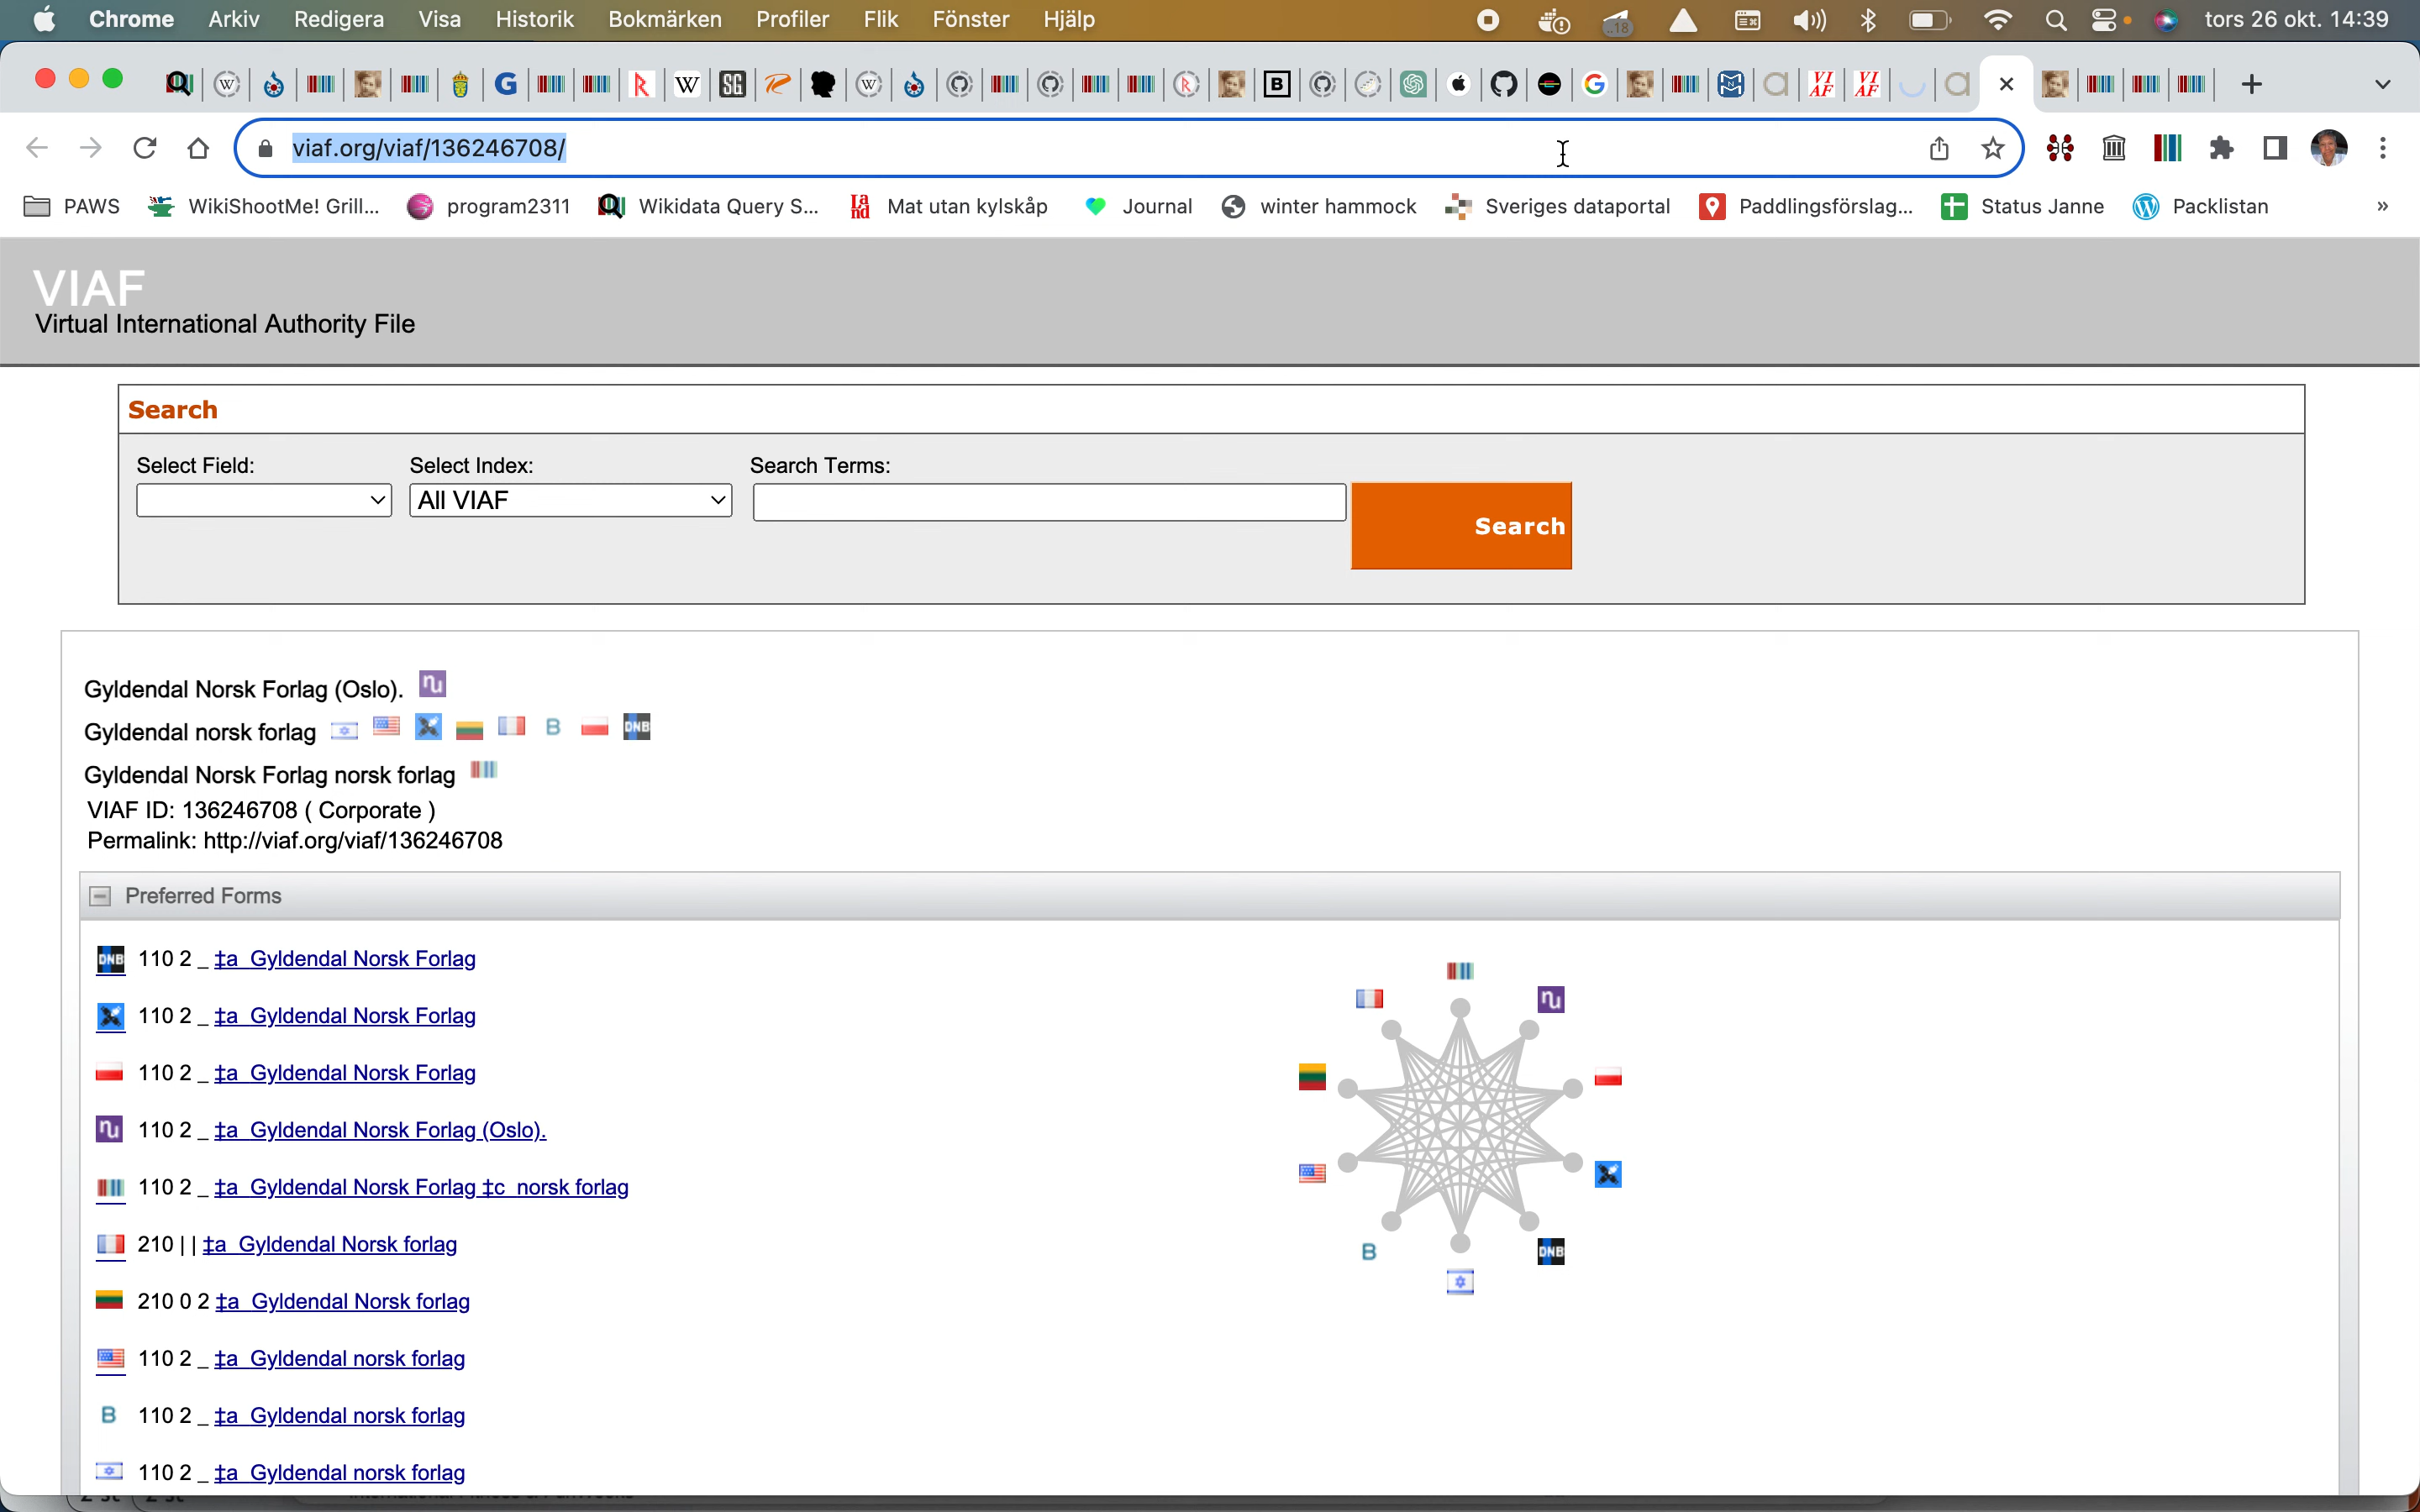 Chrome Arkiv Redigera Visa Historik Bokmärken Profiler Flik Fönster Hjälp tors 26 okt. 14:39
viaf.org/viaf/136246708/
PAWS WikiShootMe! Grill... program2311 Wikidata Query S... Mat utan kylskåp Journal winter hammock Sveriges dataportal Paddlingsförslag... Status Janne Packlistan »
VIAF
Virtual International Authority File
Search
Select Field: Select Index: Search Terms:
All VIAF
Search
Gyldendal Norsk Forlag (Oslo).
Gyldendal norsk forlag
Gyldendal Norsk Forlag norsk forlag
VIAF ID: 136246708 ( Corporate )
Permalink: http://viaf.org/viaf/136246708
Preferred Forms
DNB 110 2 _ ‡a Gyldendal Norsk Forlag
110 2 _ ‡a Gyldendal Norsk Forlag
110 2 _ ‡a Gyldendal Norsk Forlag
110 2 _ ‡a Gyldendal Norsk Forlag (Oslo).
110 2 _ ‡a Gyldendal Norsk Forlag ‡c norsk forlag
210 | | ‡a Gyldendal Norsk forlag
210 0 2 ‡a Gyldendal Norsk forlag
110 2 _ ‡a Gyldendal norsk forlag
B 110 2 _ ‡a Gyldendal norsk forlag
110 2 _ ‡a Gyldendal norsk forlag
B
DNB